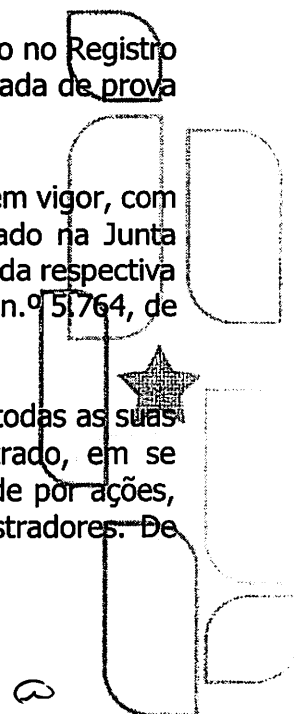 o no Registro
ada de prova
em vigor, com
ado na Junta
da respectiva
n.º 5.764, de
todas as suas
trado, em se
de por ações,
stradores. De